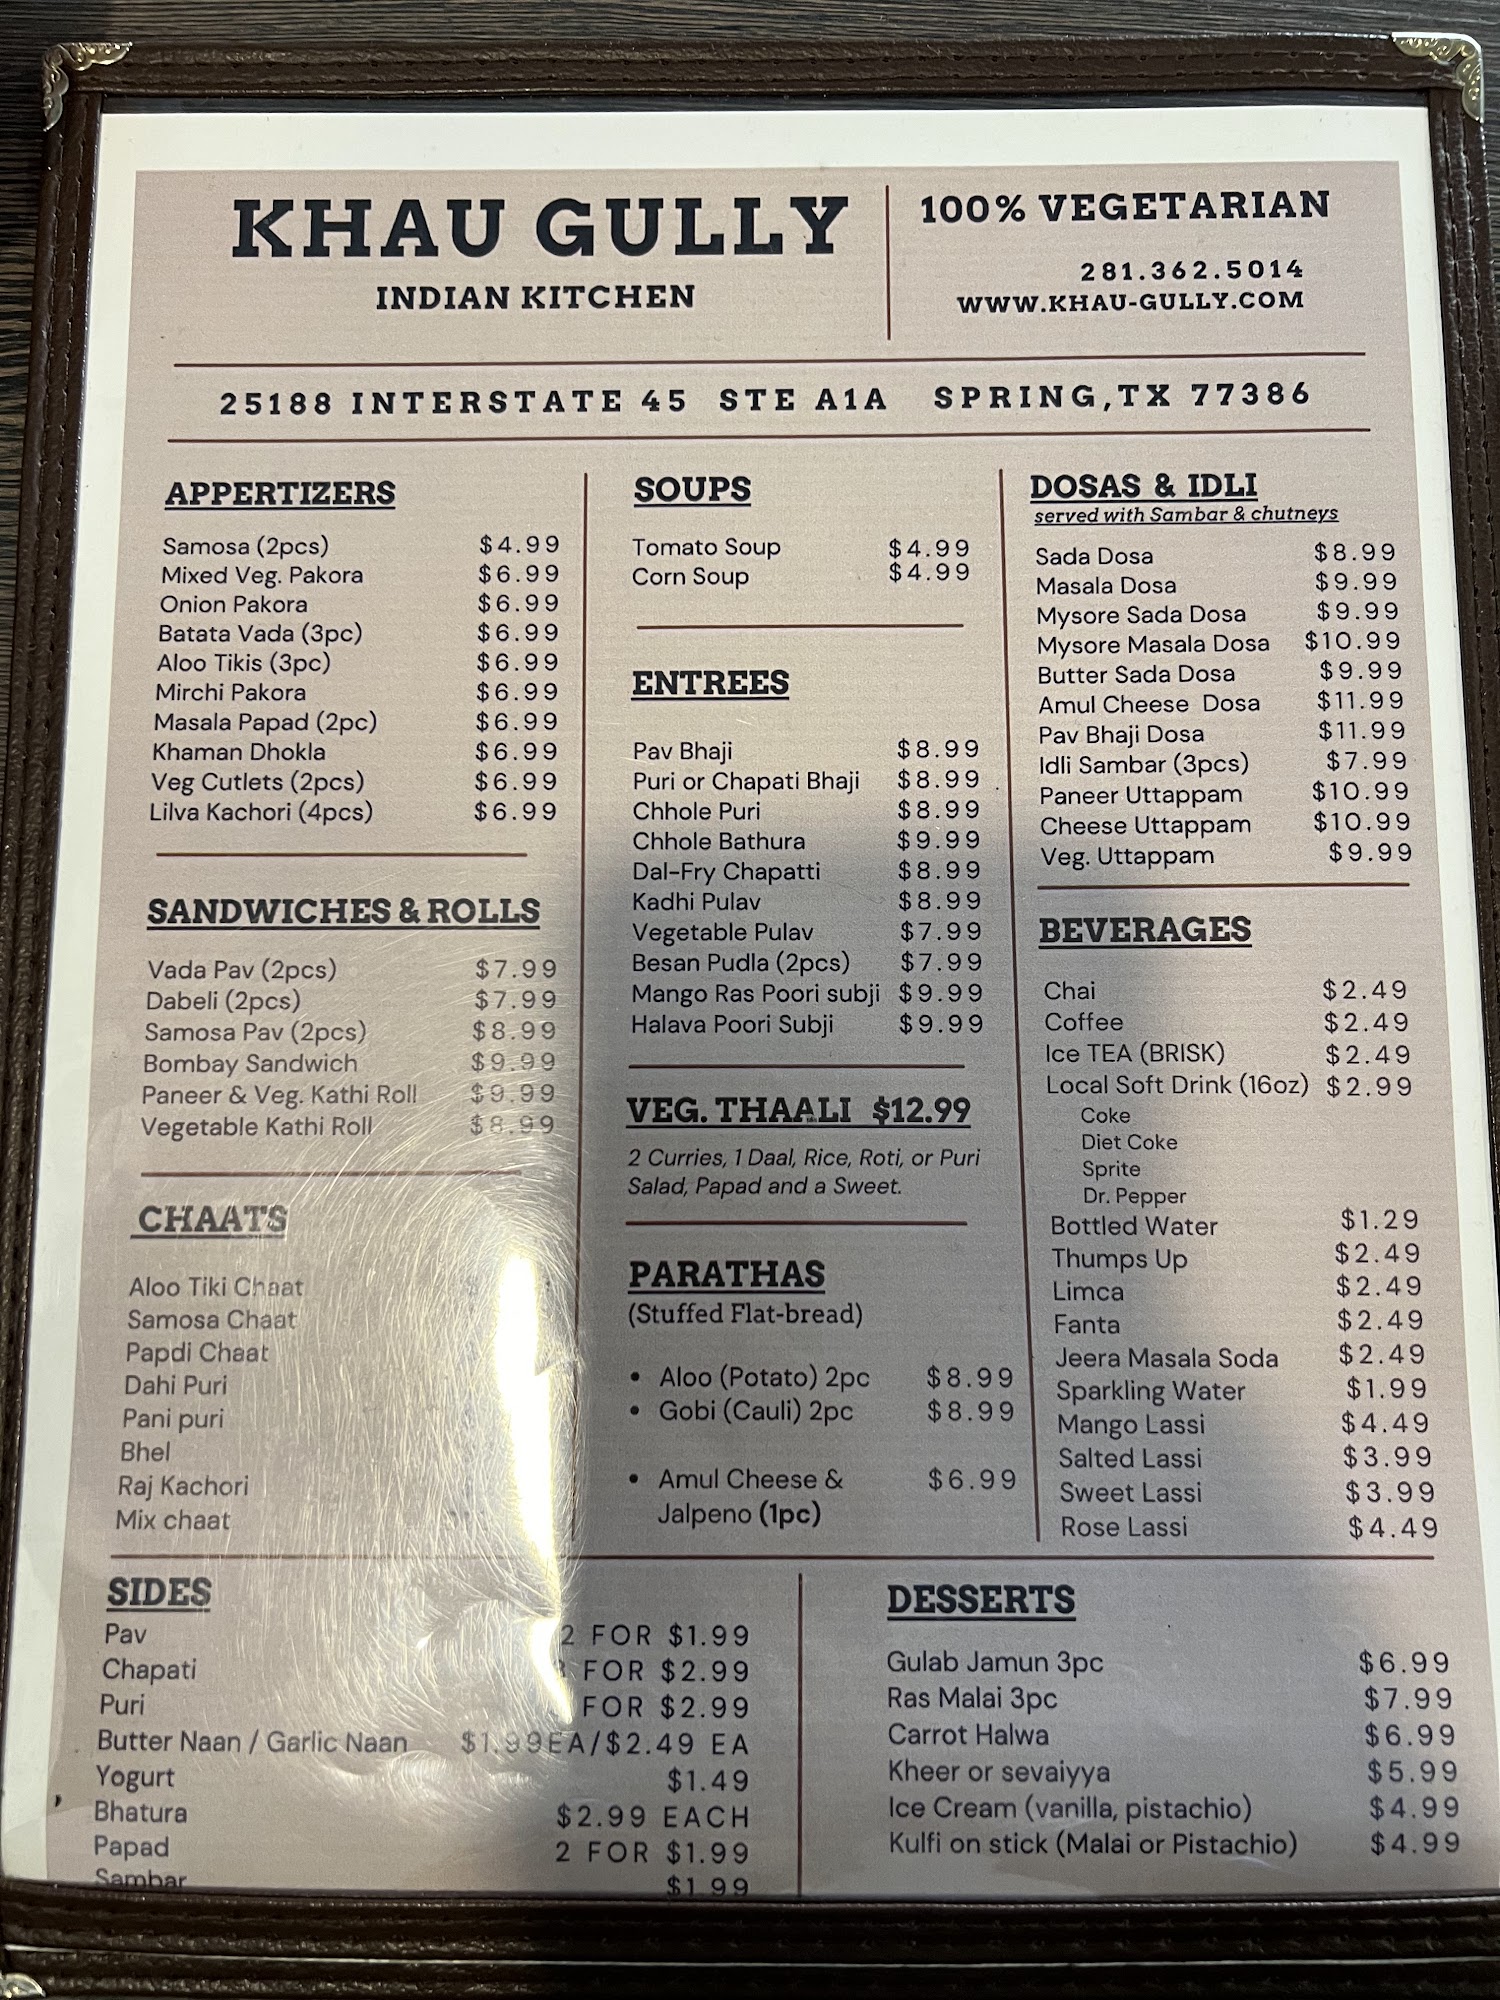 KHAU GULLY
INDIAN KITCHEN
100% VEGETARIAN
281.362.5014
WWW.KHAU-GULLY.COM
25188 INTERSTATE 45 STE A1A SPRING,TX 77386
APPERTIZERS
Samosa (2pcs) $4.99
Mixed Veg. Pakora $6.99
Onion Pakora $6.99
Batata Vada (3pc) $6.99
Aloo Tikis (3pc) $6.99
Mirchi Pakora $6.99
Masala Papad (2pc) $6.99
Khaman Dhokla $6.99
Veg Cutlets (2pcs) $6.99
Lilva Kachori (4pcs) $6.99
SANDWICHES & ROLLS
Vada Pav (2pcs) $7.99
Dabeli (2pcs) $7.99
Samosa Pav (2pcs) $8.99
Bombay Sandwich $9.99
Paneer & Veg. Kathi Roll $9.99
Vegetable Kathi Roll $8.99
CHAATS
Aloo Tiki Chaat
Samosa Chaat
Papdi Chaat
Dahi Puri
Pani puri
Bhel
Raj Kachori
Mix chaat
SOUPS
Tomato Soup $4.99
Corn Soup $4.99
ENTREES
Pav Bhaji $8.99
Puri or Chapati Bhaji $8.99
Chhole Puri $8.99
Chhole Bathura $9.99
Dal-Fry Chapatti $8.99
Kadhi Pulav $8.99
Vegetable Pulav $7.99
Besan Pudla (2pcs) $7.99
Mango Ras Poori subji $9.99
Halava Poori Subji $9.99
VEG. THAALI $12.99
2 Curries, 1 Daal, Rice, Roti, or Puri
Salad, Papad and a Sweet.
PARATHAS
(Stuffed Flat-bread)
• Aloo (Potato) 2pc $8.99
• Gobi (Cauli) 2pc $8.99
• Amul Cheese & $6.99
Jalpeno (1pc)
DOSAS & IDLI
served with Sambar & chutneys
Sada Dosa $8.99
Masala Dosa $9.99
Mysore Sada Dosa $9.99
Mysore Masala Dosa $10.99
Butter Sada Dosa $9.99
Amul Cheese Dosa $11.99
Pav Bhaji Dosa $11.99
Idli Sambar (3pcs) $7.99
Paneer Uttappam $10.99
Cheese Uttappam $10.99
Veg. Uttappam $9.99
BEVERAGES
Chai $2.49
Coffee $2.49
Ice TEA (BRISK) $2.49
Local Soft Drink (16oz) $2.99
Coke
Diet Coke
Sprite
Dr. Pepper
Bottled Water $1.29
Thumps Up $2.49
Limca $2.49
Fanta $2.49
Jeera Masala Soda $2.49
Sparkling Water $1.99
Mango Lassi $4.49
Salted Lassi $3.99
Sweet Lassi $3.99
Rose Lassi $4.49
SIDES
Pav 2 FOR $1.99
Chapati FOR $2.99
Puri FOR $2.99
Butter Naan / Garlic Naan $1.99EA/$2.49 EA
Yogurt $1.49
Bhatura $2.99 EACH
Papad 2 FOR $1.99
Sambar $1.99
DESSERTS
Gulab Jamun 3pc $6.99
Ras Malai 3pc $7.99
Carrot Halwa $6.99
Kheer or sevaiyya $5.99
Ice Cream (vanilla, pistachio) $4.99
Kulfi on stick (Malai or Pistachio) $4.99